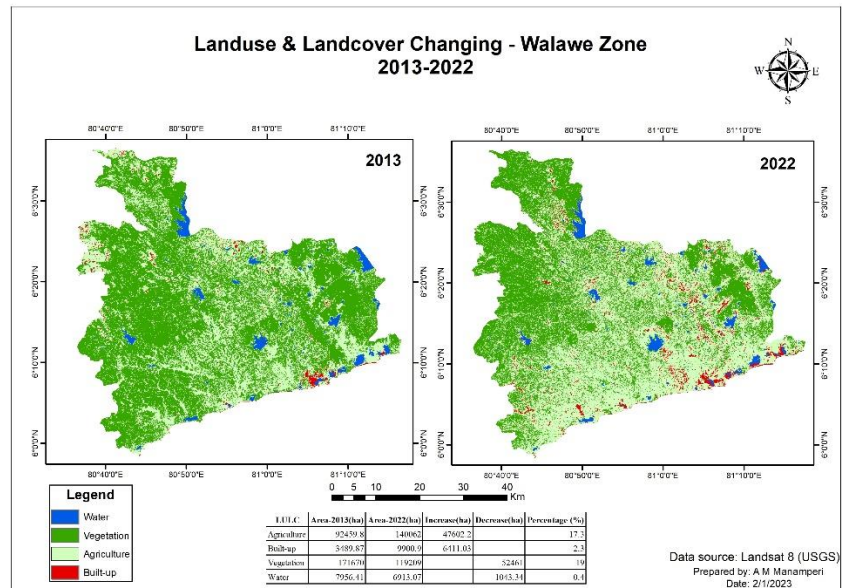 Landuse & Landcover Changing - Walawe Zone
2013-2022
N
W E
S
80°40'0"E 80°50'0"E 81°0'0"E 81°10'0"E
2013
6°30'0"N 6°30'0"N
6°20'0"N 6°20'0"N
6°10'0"N 6°10'0"N
6°0'0"N 6°0'0"N
80°40'0"E 80°50'0"E 81°0'0"E 81°10'0"E
80°40'0"E 80°50'0"E 81°0'0"E 81°10'0"E
2022
6°30'0"N 6°30'0"N
6°20'0"N 6°20'0"N
6°10'0"N 6°10'0"N
6°0'0"N 6°0'0"N
80°40'0"E 80°50'0"E 81°0'0"E 81°10'0"E
Legend
Water
Vegetation
Agriculture
Built-up
0 5 10 20 30 40
Km
LULC Area-2013(ha) Area-2022(ha) Increase(ha) Decrease(ha) Percentage (%)
Agriculture 92459.8 140062 47602.2 17.3
Built-up 3489.87 9900.9 6411.03 2.3
Vegetation 171670 119209 52461 19
Water 7956.41 6913.07 1043.34 0.4
Data source: Landsat 8 (USGS)
Prepared by: A M Manamperi
Date: 2/1/2023